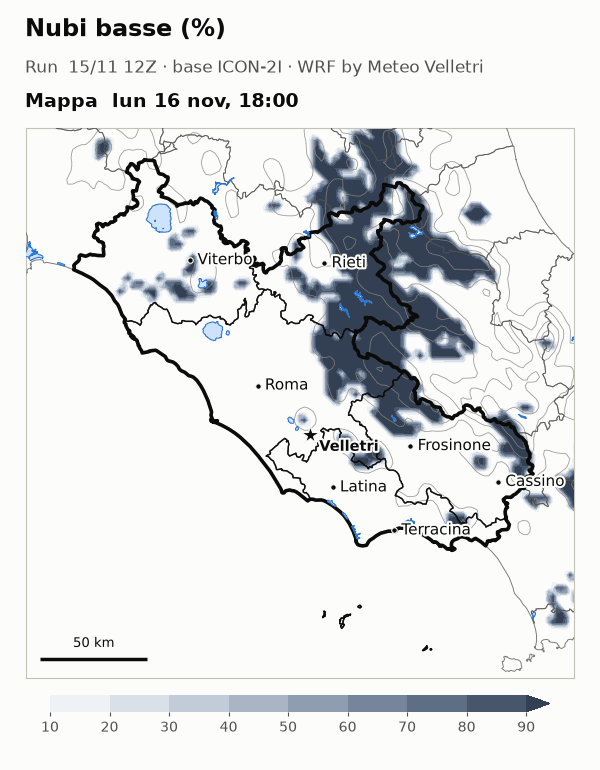 Nubi basse (%)
Run  15/11 12Z · base ICON-2I · WRF by Meteo Velletri
Mappa  lun 16 nov, 18:00
Viterbo
Rieti
Roma
Velletri
Frosinone
Latina
Cassino
Terracina
50 km
10 20 30 40 50 60 70 80 90